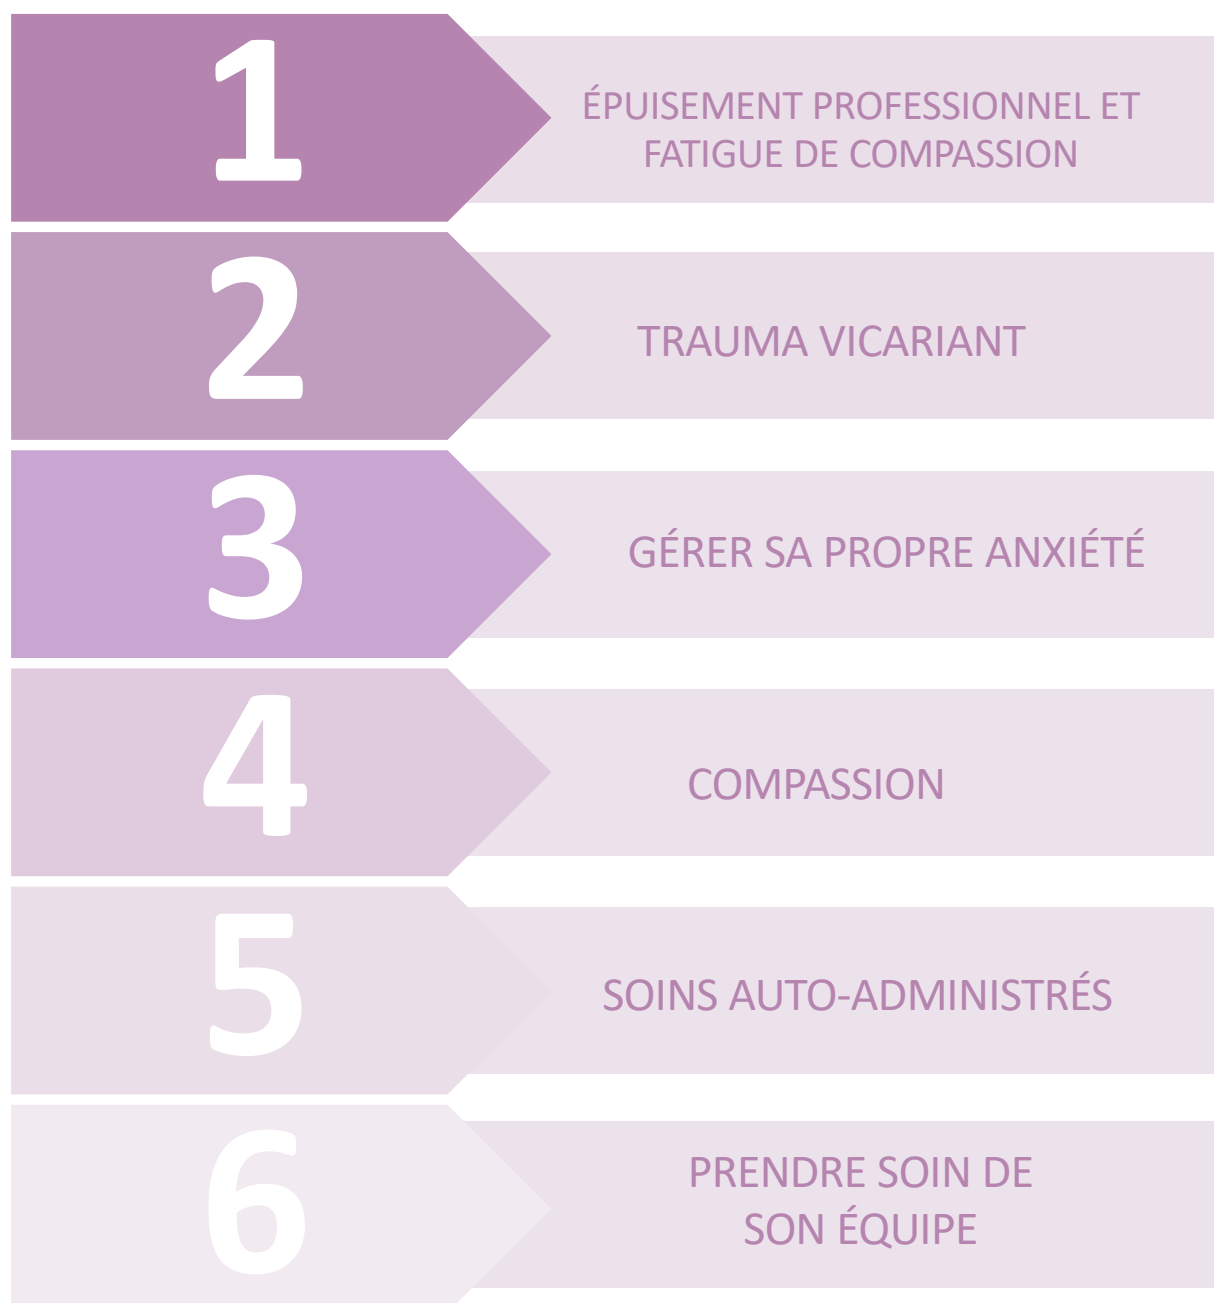 1
ÉPUISEMENT PROFESSIONNEL ET
FATIGUE DE COMPASSION
2
TRAUMA VICARIANT
3
GÉRER SA PROPRE ANXIÉTÉ
4
COMPASSION
5
SOINS AUTO-ADMINISTRÉS
6
PRENDRE SOIN DE
SON ÉQUIPE